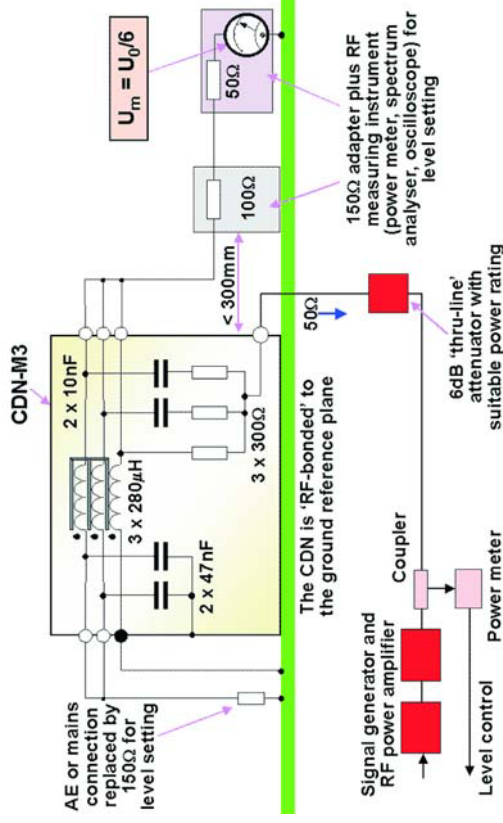 CDN-M3
U_m = U_0/6
2 x 10nF
50Ω
100Ω
3 x 280µH
2 x 47nF
3 x 300Ω
< 300mm
AE or mains
connection
replaced by
150Ω for
level setting
The CDN is ‘RF-bonded’ to
the ground reference plane
150Ω adapter plus RF
measuring instrument
(power meter, spectrum
analyser, oscilloscope) for
level setting
50Ω
6dB ‘thru-line’
attenuator with
suitable power rating
Signal generator and
RF power amplifier
Coupler
Power meter
Level control